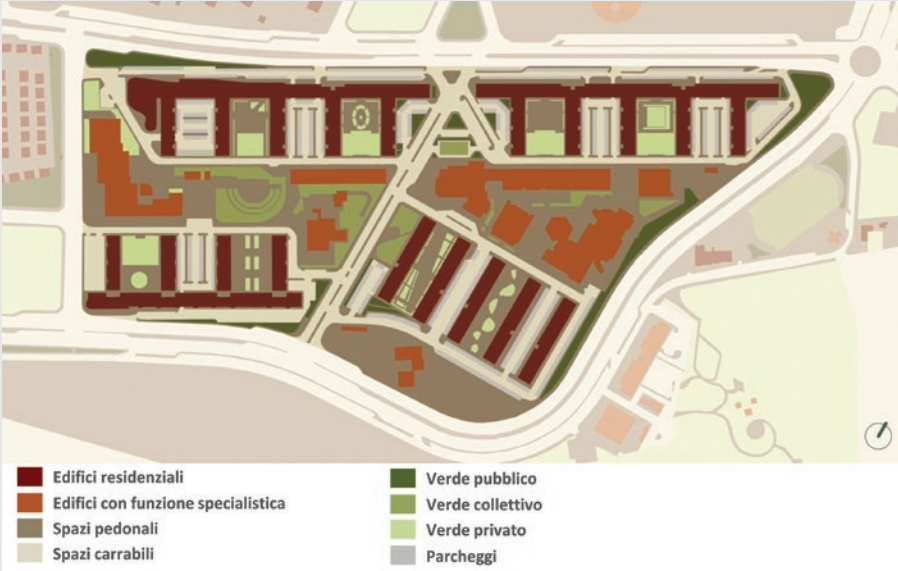 Edifici residenziali
Edifici con funzione specialistica
Spazi pedonali
Spazi carrabili
Verde pubblico
Verde collettivo
Verde privato
Parcheggi